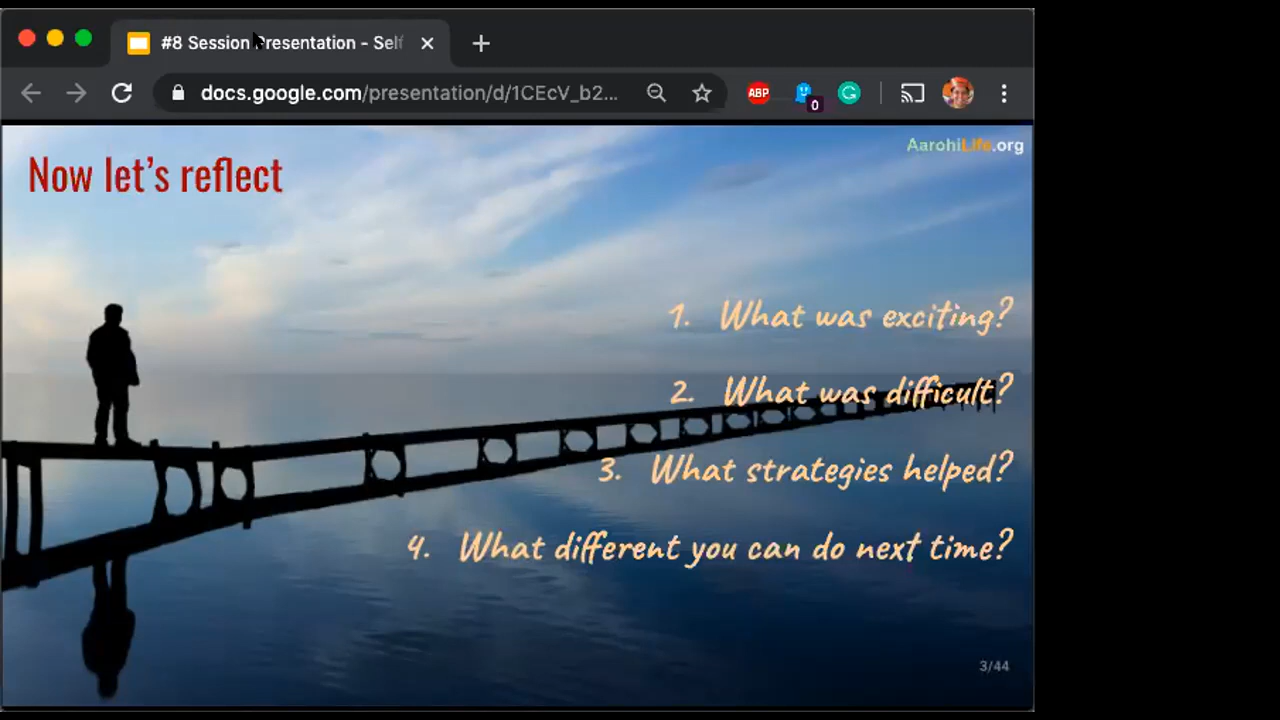 #8 Session Presentation - Self
docs.google.com/presentation/d/1CEcV_b2...
ABP
0
AarohiLife.org
Now let's reflect
1. What was exciting?
2. What was difficult?
3. What strategies helped?
4. What different you can do next time?
3/44